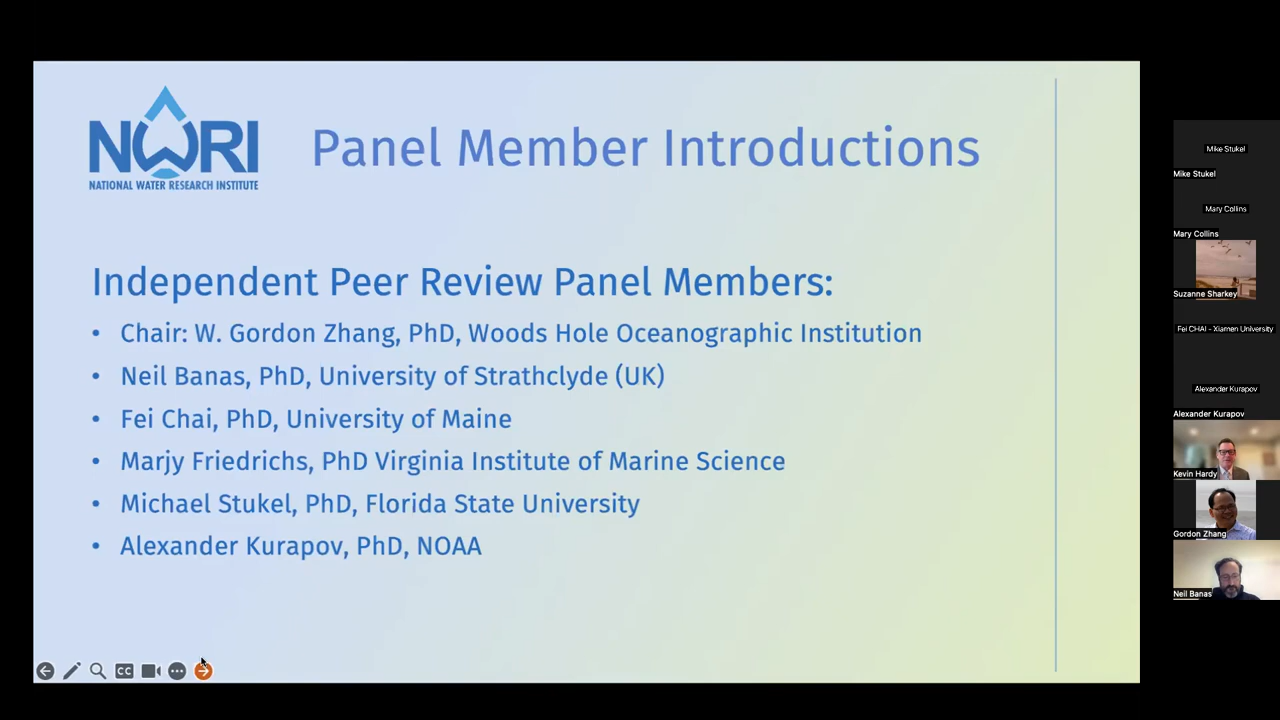 NWRI
NATIONAL WATER RESEARCH INSTITUTE
Panel Member Introductions
Independent Peer Review Panel Members:
• Chair: W. Gordon Zhang, PhD, Woods Hole Oceanographic Institution
• Neil Banas, PhD, University of Strathclyde (UK)
• Fei Chai, PhD, University of Maine
• Marjy Friedrichs, PhD Virginia Institute of Marine Science
• Michael Stukel, PhD, Florida State University
• Alexander Kurapov, PhD, NOAA
CC
Mike Stukel
Mike Stukel
Mary Collins
Mary Collins
Suzanne Sharkey
Fei CHAI - Xiamen University
Alexander Kurapov
Alexander Kurapov
Kevin Hardy
Gordon Zhang
Neil Banas